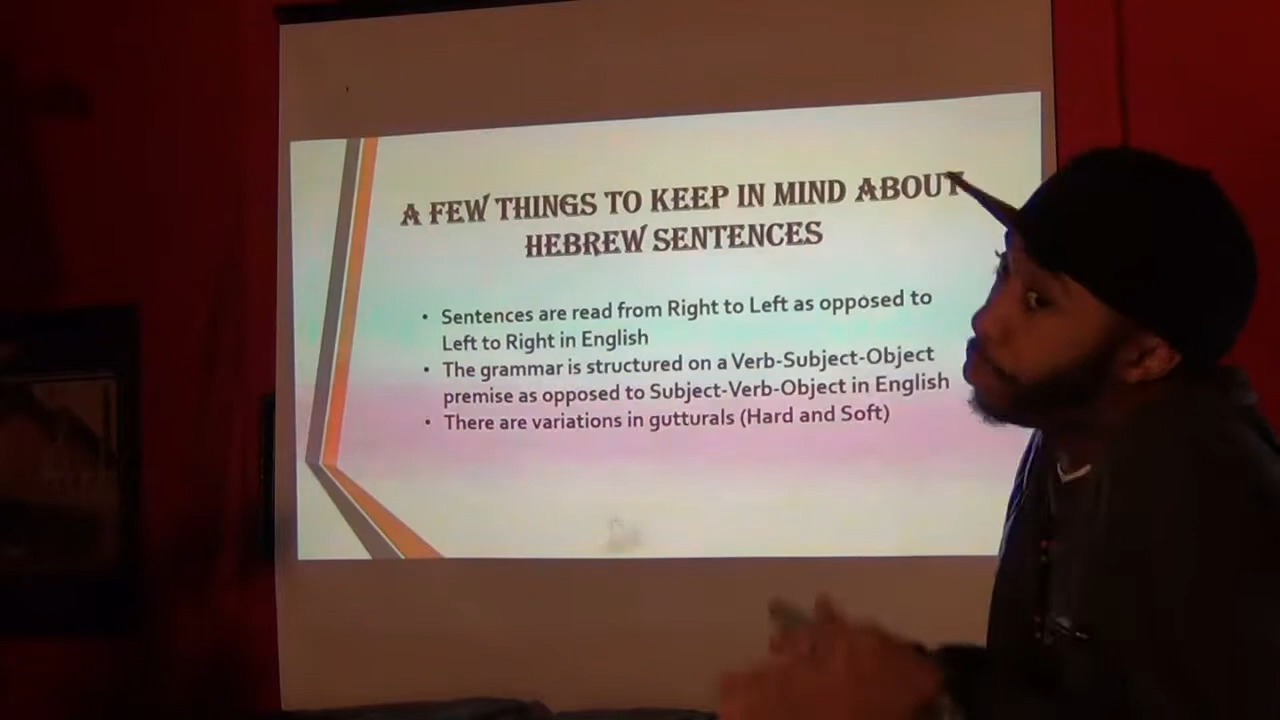 A FEW THINGS TO KEEP IN MIND ABOUT
HEBREW SENTENCES
• Sentences are read from Right to Left as opposed to
Left to Right in English
• The grammar is structured on a Verb-Subject-Object
premise as opposed to Subject-Verb-Object in English
• There are variations in gutturals (Hard and Soft)